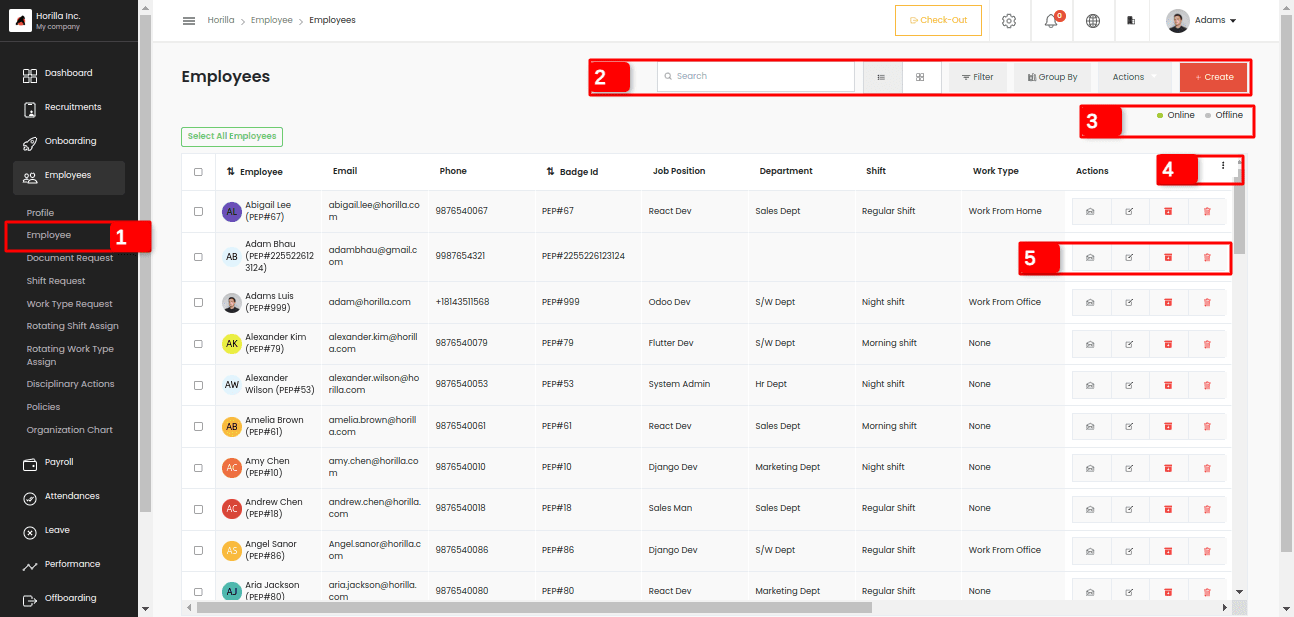 Horilla Inc.
My company
Horilla > Employee > Employees
Check-Out
0
Adams
Dashboard
Recruitments
Onboarding
Employees
Profile
Employee
1
Document Request
Shift Request
Work Type Request
Rotating Shift Assign
Rotating Work Type
Assign
Disciplinary Actions
Policies
Organization Chart
Payroll
Attendances
Leave
Performance
Offboarding
Employees
2
Search
Filter
Group By
Actions
+ Create
3
Online
Offline
Select All Employees
4
Employee Email Phone Badge Id Job Position Department Shift Work Type Actions
AL Abigail Lee (PEP#67) abigail.lee@horilla.com 9876540067 PEP#67 React Dev Sales Dept Regular Shift Work From Home
5
AB Adam Bhau (PEP#2255226123124) adambhau@gmail.com 9987654321 PEP#2255226123124
Adams Luis (PEP#999) adam@horilla.com +18143511568 PEP#999 Odoo Dev S/W Dept Night shift Work From Office
AK Alexander Kim (PEP#79) alexander.kim@horilla.com 9876540079 PEP#79 Flutter Dev S/W Dept Morning shift None
AW Alexander Wilson (PEP#53) alexander.wilson@horilla.com 9876540053 PEP#53 System Admin Hr Dept Night shift None
AB Amelia Brown (PEP#61) amelia.brown@horilla.com 9876540061 PEP#61 React Dev Sales Dept Morning shift None
AC Amy Chen (PEP#10) amy.chen@horilla.com 9876540010 PEP#10 Django Dev Marketing Dept Night shift None
AC Andrew Chen (PEP#18) andrew.chen@horilla.com 9876540018 PEP#18 Sales Man Sales Dept Regular Shift None
AS Angel Sanor (PEP#86) Angel.sanor@horilla.com 9876540086 PEP#86 Django Dev S/W Dept Regular Shift Work From Office
AJ Aria Jackson (PEP#80) aria.jackson@horilla.com 9876540080 PEP#80 React Dev Marketing Dept Regular Shift None